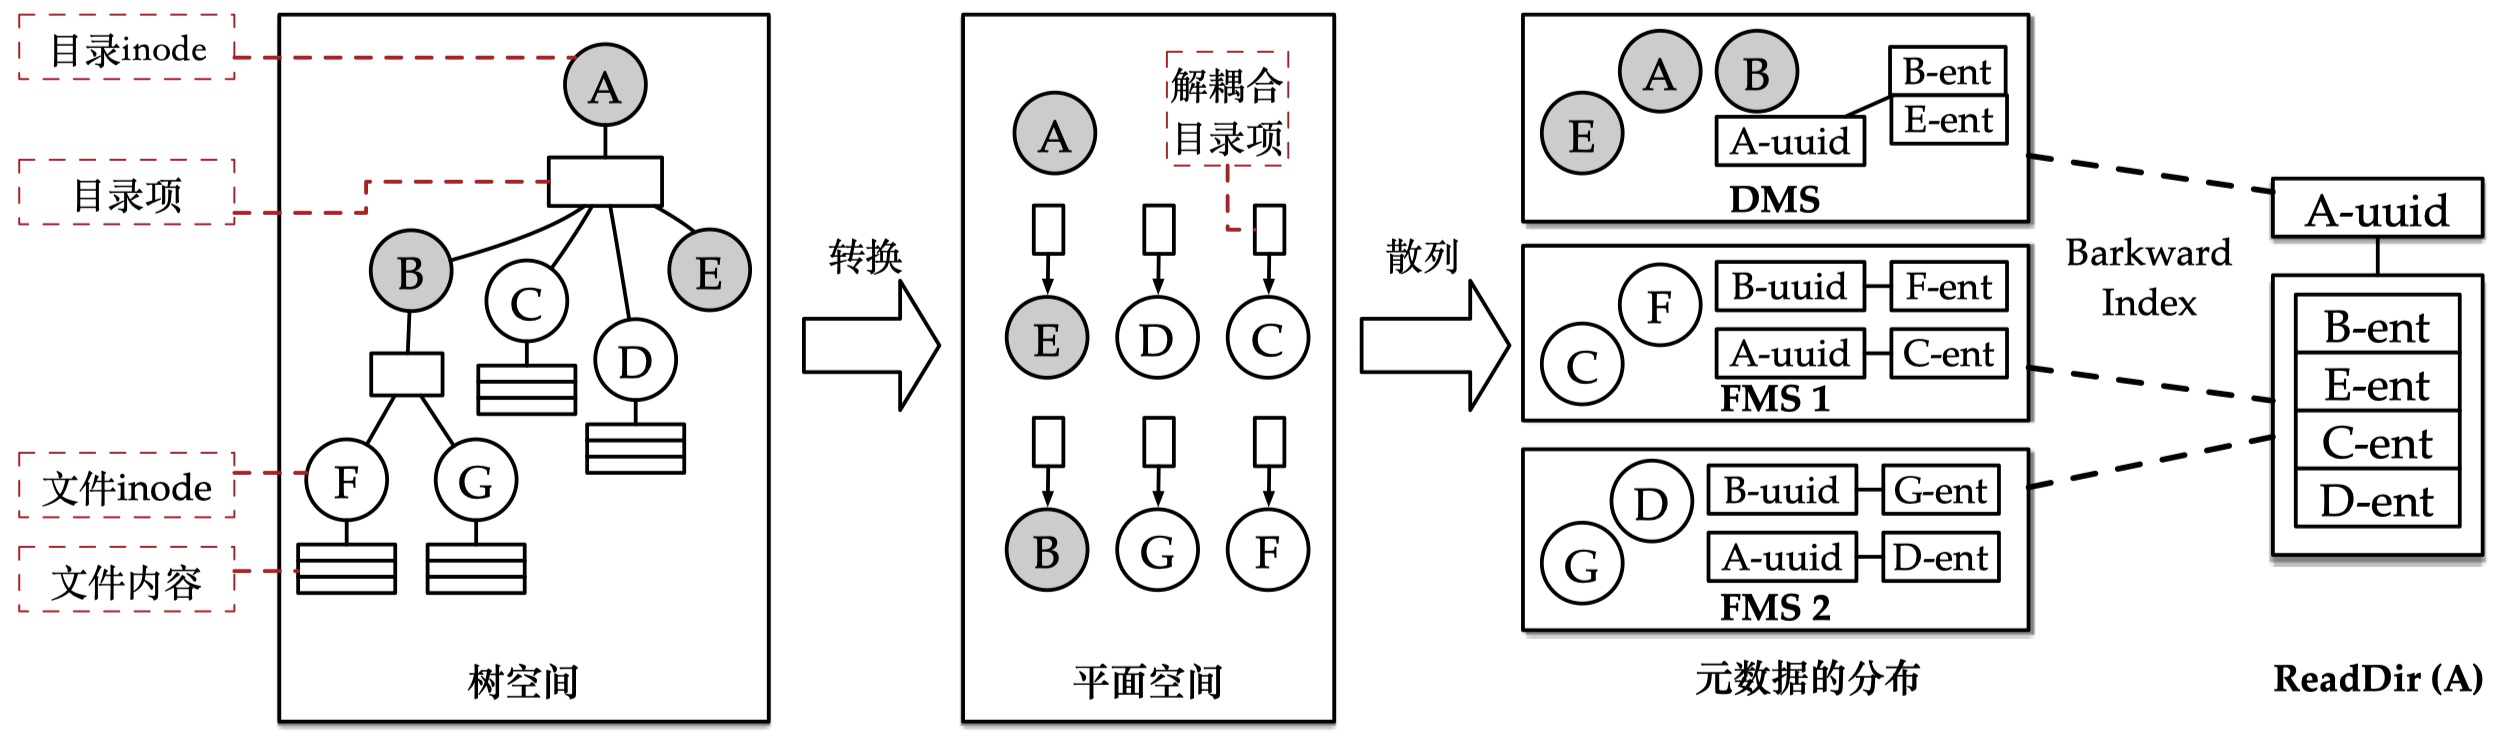 目录inode
目录项
文件inode
文件内容
A
B
C
D
E
F
G
树空间
转换
解耦合
目录项
A
E
D
C
B
G
F
平面空间
散列
A
B
E
B-ent
E-ent
A-uuid
DMS
F
C
B-uuid
F-ent
A-uuid
C-ent
FMS 1
D
G
B-uuid
G-ent
A-uuid
D-ent
FMS 2
元数据的分布
Barkward
Index
A-uuid
B-ent
E-ent
C-ent
D-ent
ReadDir (A)